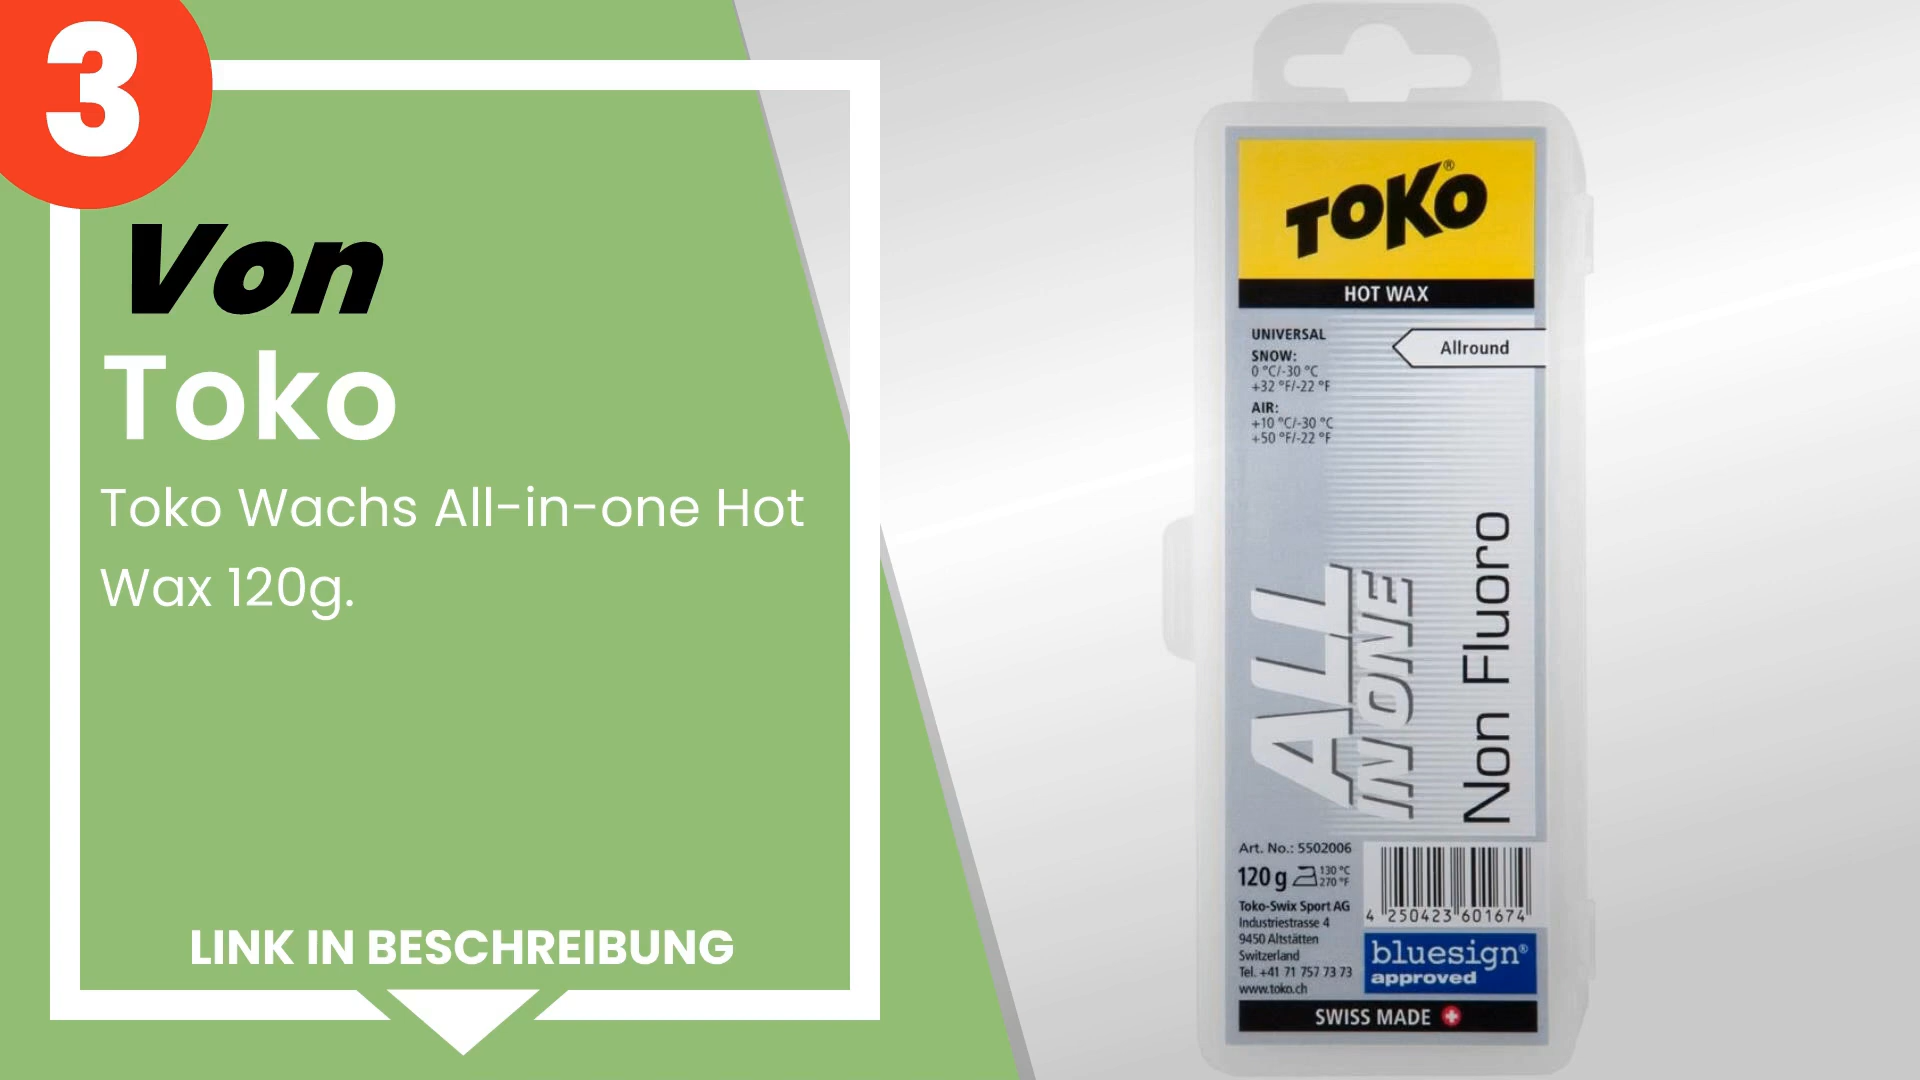 3
Von
Toko
Toko Wachs All-in-one Hot
Wax 120g.
LINK IN BESCHREIBUNG
TOKO®
HOT WAX
UNIVERSAL
Allround
SNOW:
0 °C/-30 °C
+32 °F/-22 °F
AIR:
+10 °C/-30 °C
+50 °F/-22 °F
ALL
IN ONE
Non Fluoro
Art. No.: 5502006
120 g 130 °C
270 °F
Toko-Swix Sport AG
Industriestrasse 4
9450 Altstätten
Switzerland
Tel. +41 71 757 73 73
www.toko.ch
4 250423 601674
bluesign®
approved
SWISS MADE